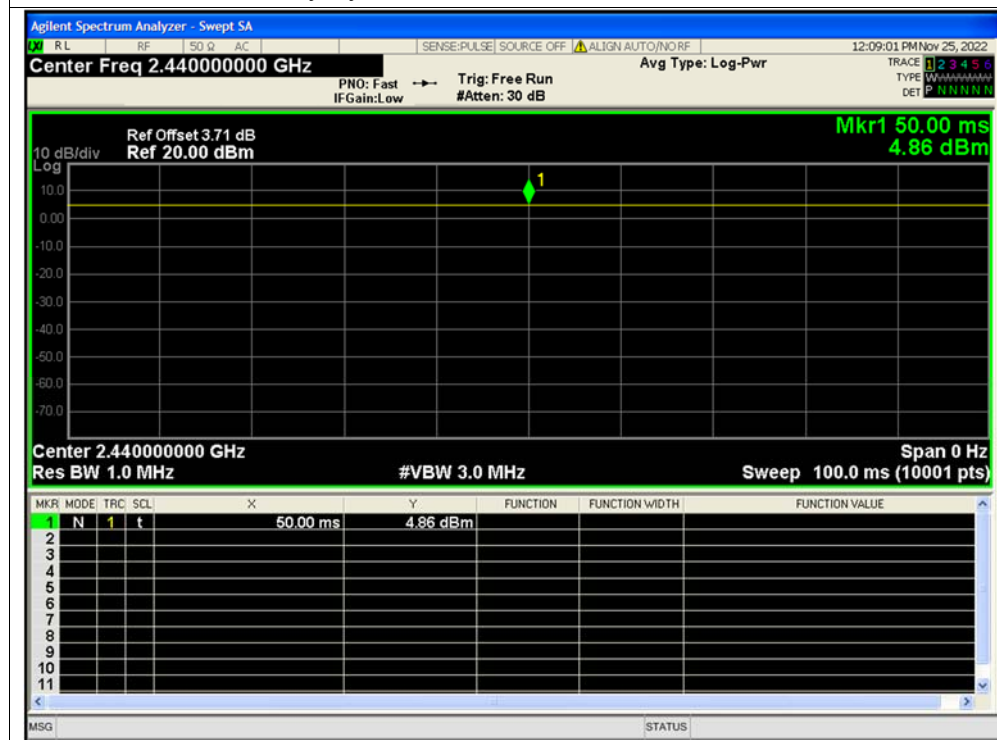 Agilent Spectrum Analyzer - Swept SA
LXI RL RF 50 Ω AC SENSE:PULSE SOURCE OFF ALIGN AUTO/NO RF 12:09:01 PM Nov 25, 2022
Center Freq 2.440000000 GHz Avg Type: Log-Pwr TRACE 1 2 3 4 5 6
PNO: Fast Trig: Free Run TYPE W
IFGain:Low #Atten: 30 dB DET P N N N N N
Mkr1 50.00 ms
Ref Offset 3.71 dB
10 dB/div Ref 20.00 dBm 4.86 dBm
Log
1
10.0
0.00
-10.0
-20.0
-30.0
-40.0
-50.0
-60.0
-70.0
Center 2.440000000 GHz Span 0 Hz
Res BW 1.0 MHz #VBW 3.0 MHz Sweep 100.0 ms (10001 pts)
MKR MODE TRC SCL X Y FUNCTION FUNCTION WIDTH FUNCTION VALUE
1 N 1 t 50.00 ms 4.86 dBm
2
3
4
5
6
7
8
9
10
11
MSG STATUS